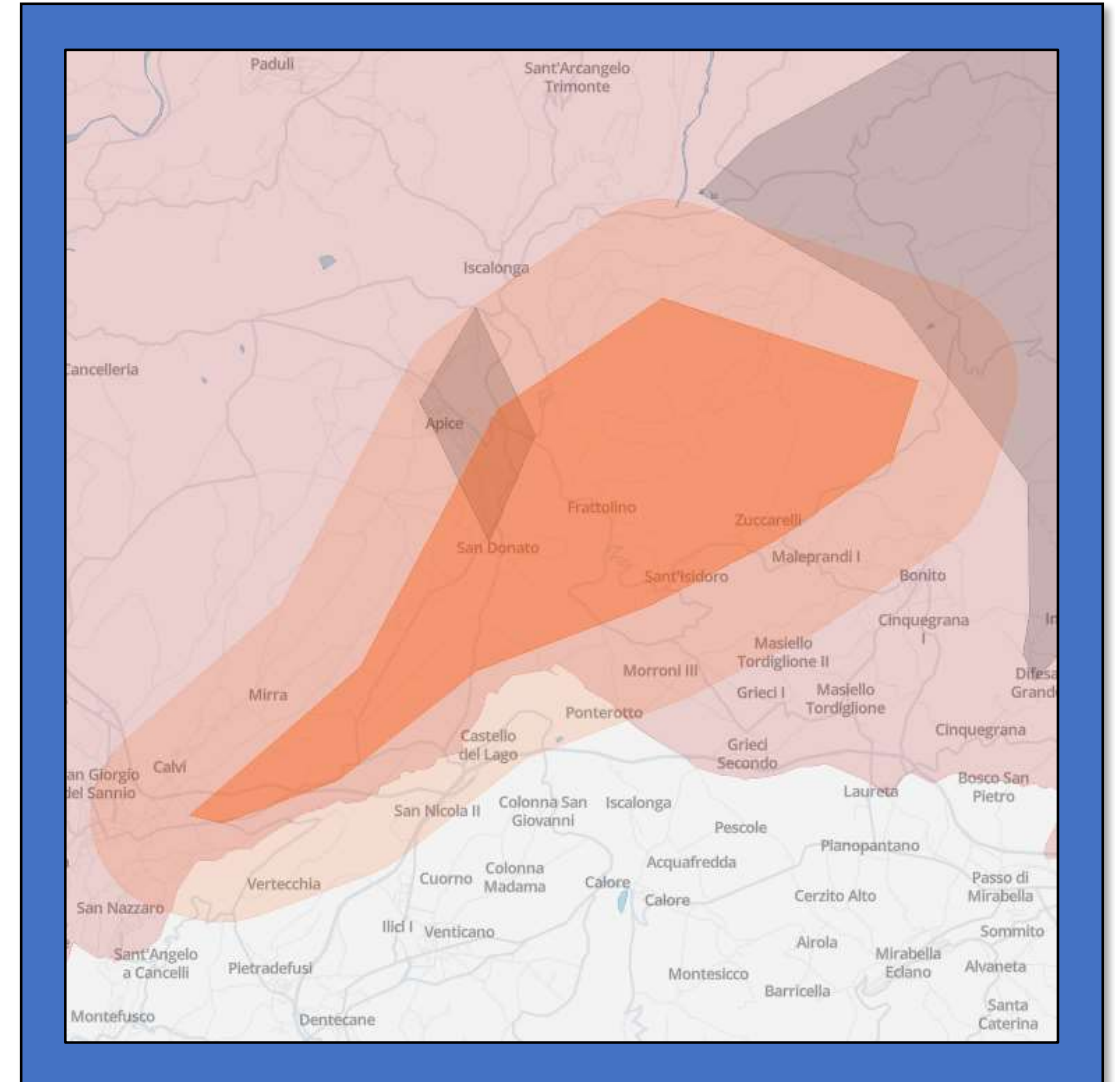 Paduli
Sant'Arcangelo
Trimonte
Iscalonga
Cancelleria
Apice
Frattolino
Zuccarelli
San Donato
Maleprandi I
Sant'Isidoro
Bonito
Cinquegrana
I
Masiello
Tordiglione II
Morroni III
Difesa
Grand
Mirra
Grieci I
Masiello
Tordiglione
Ponterotto
Cinquegrana
Castello
del Lago
Grieci
Secondo
Calvi
an Giorgio
del Sannio
Bosco San
Pietro
Laureta
San Nicola II
Colonna San
Giovanni
Iscalonga
Pescole
Pianopantano
Acquafredda
Vertecchia
Cuorno
Colonna
Madama
Calore
Calore
Cerzito Alto
Passo di
Mirabella
San Nazzaro
Ilici I
Venticano
Sommito
Airola
Sant'Angelo
a Cancelli
Pietradefusi
Montesicco
Mirabella
Eclano
Alvaneta
Barricella
Montefusco
Dentecane
Santa
Caterina